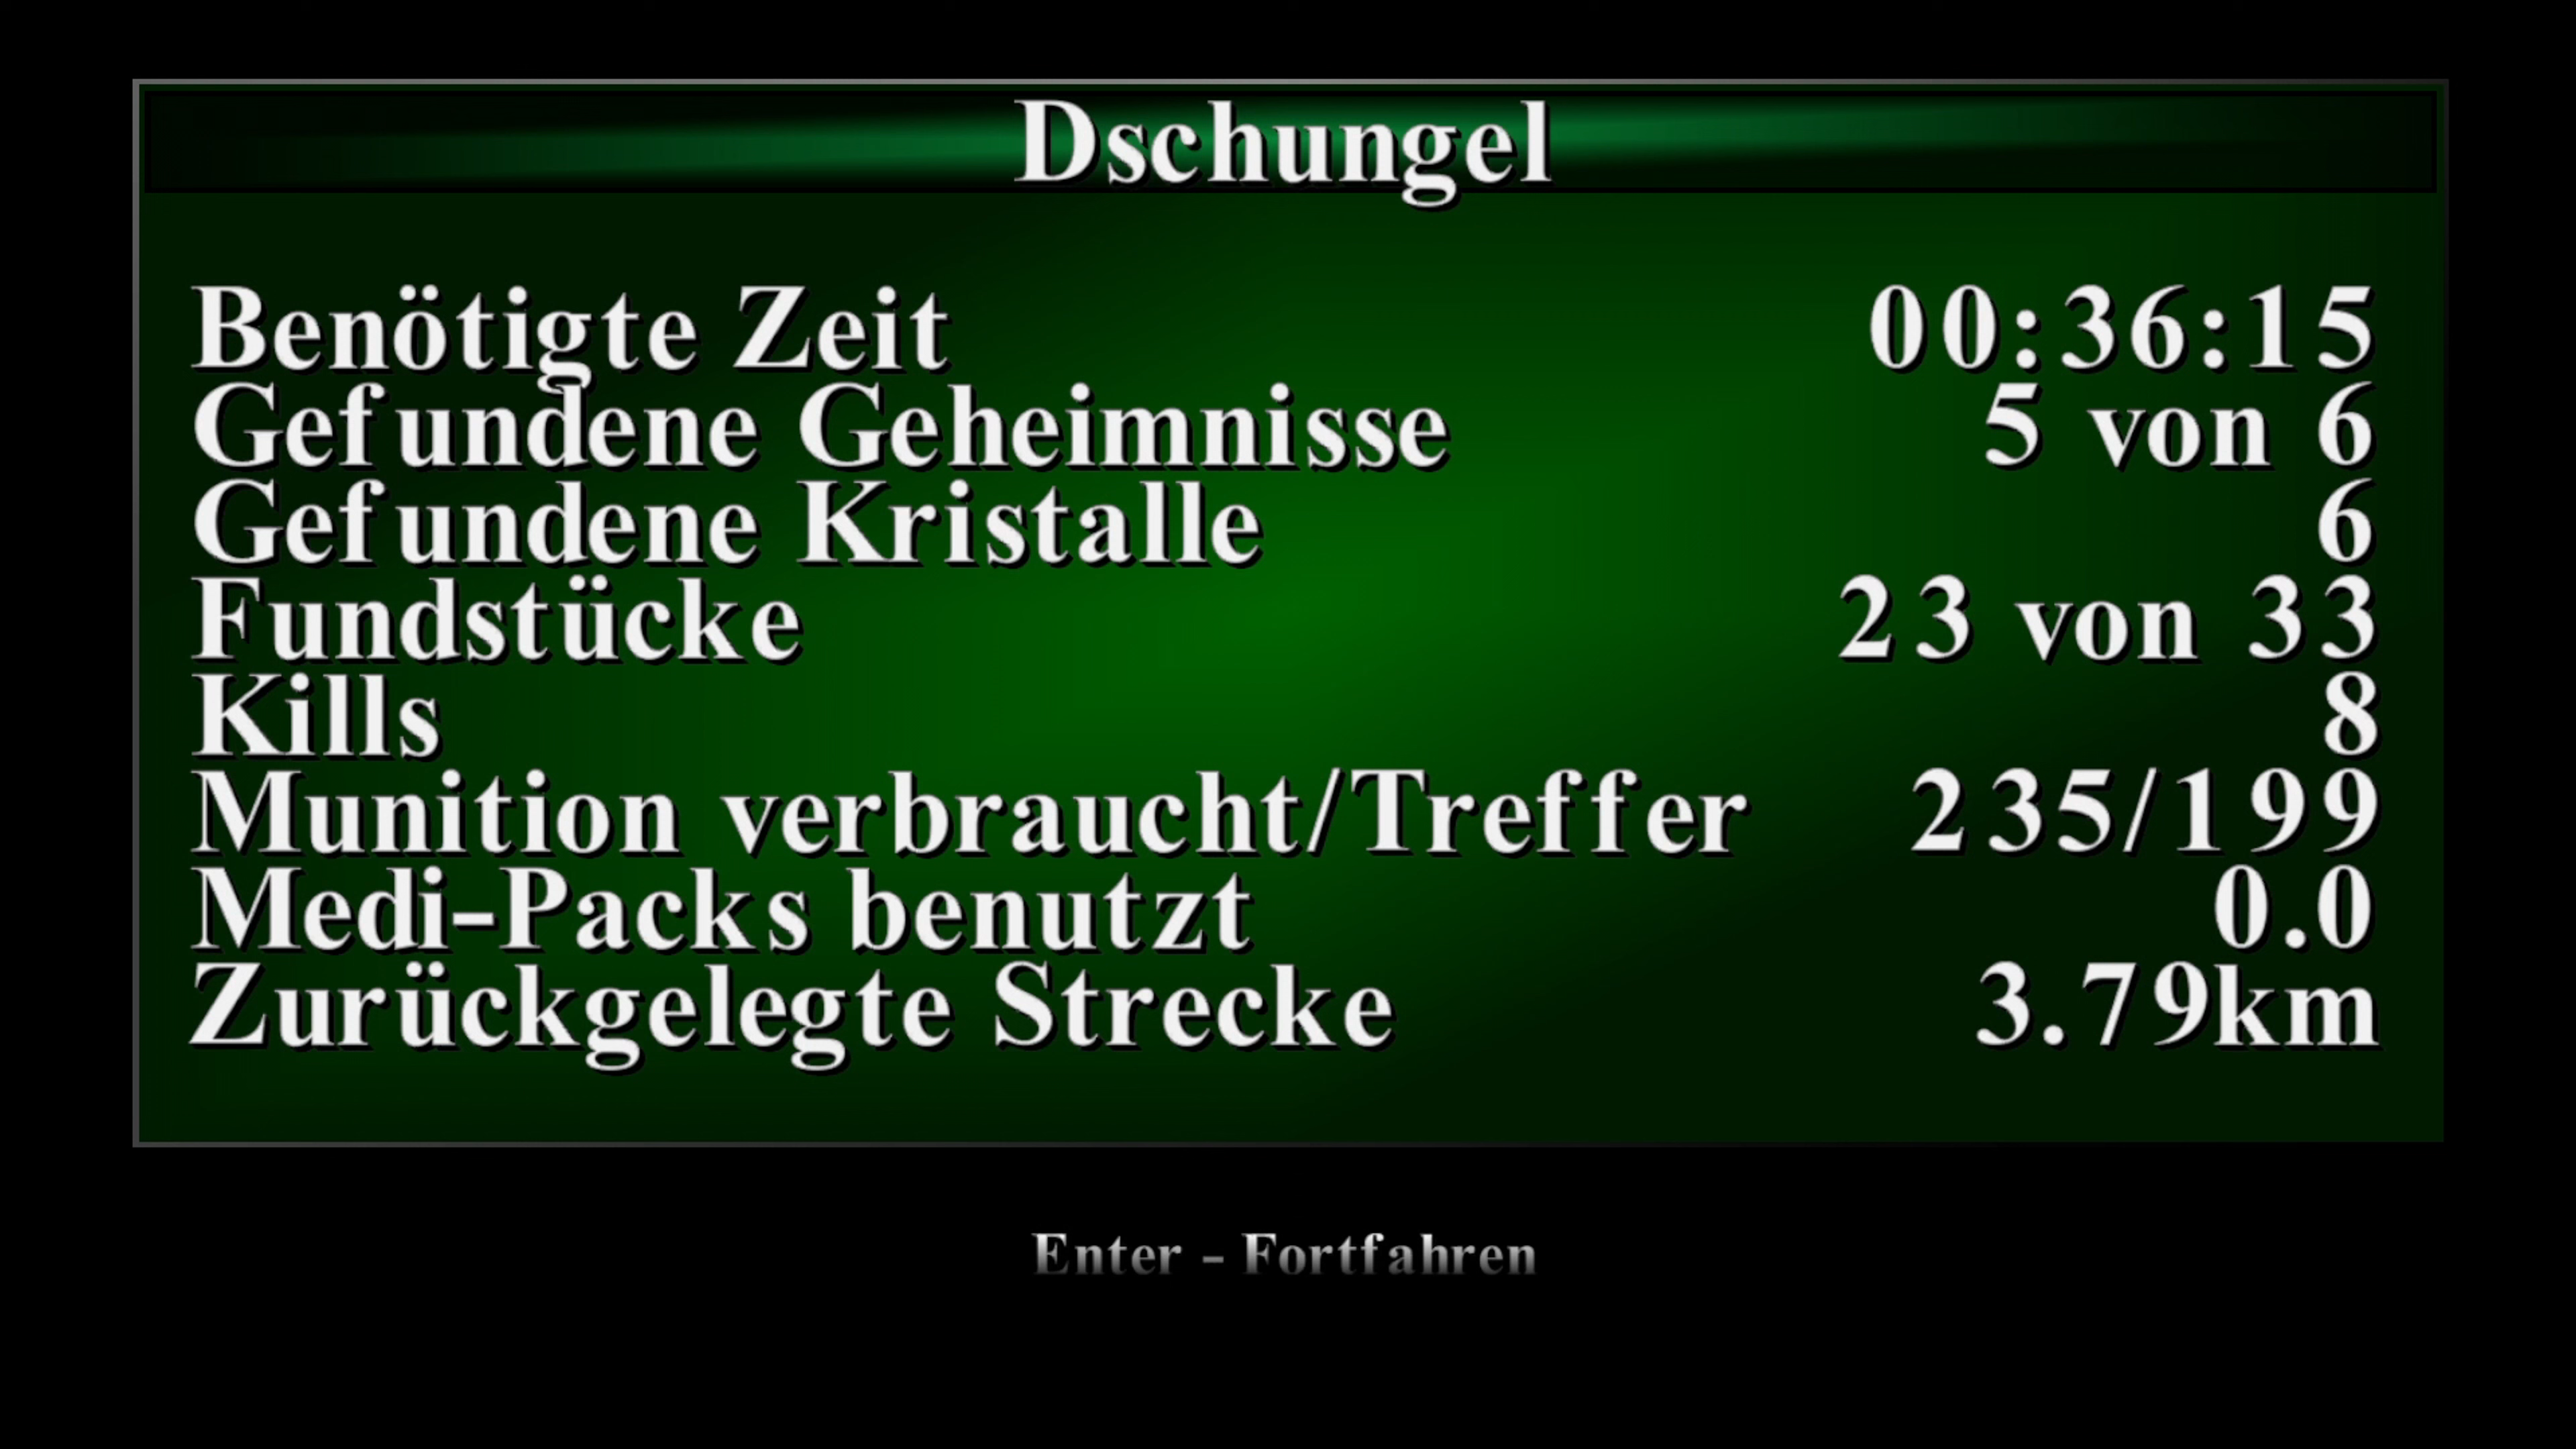 Dschungel
Benötigte Zeit 00:36:15
Gefundene Geheimnisse 5 von 6
Gefundene Kristalle 6
Fundstücke 23 von 33
Kills 8
Munition verbraucht/Treffer 235/199
Medi-Packs benutzt 0.0
Zurückgelegte Strecke 3.79km
Enter - Fortfahren